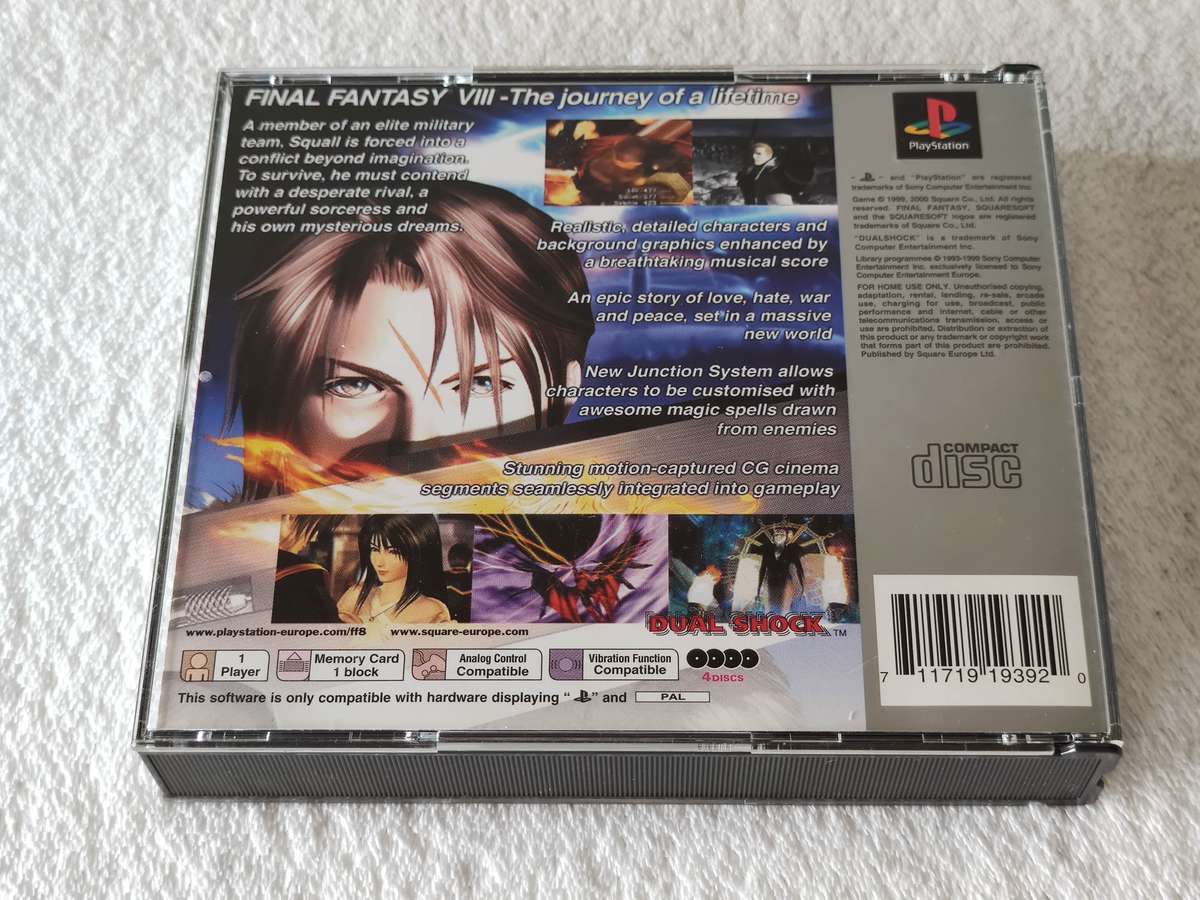 FINAL FANTASY VIII -The journey of a lifetime
A member of an elite military
team, Squall is forced into a
conflict beyond imagination.
To survive, he must contend
with a desperate rival, a
powerful sorceress and
his own mysterious dreams.
Realistic, detailed characters and
background graphics enhanced by
a breathtaking musical score
An epic story of love, hate, war
and peace, set in a massive
new world
New Junction System allows
characters to be customised with
awesome magic spells drawn
from enemies
Stunning motion-captured CG cinema
segments seamlessly integrated into gameplay
www.playstation-europe.com/ff8 www.square-europe.com
DUAL SHOCK™
1
Player
Memory Card
1 block
Analog Control
Compatible
Vibration Function
Compatible
4 DISCS
This software is only compatible with hardware displaying " " and PAL
PlayStation
" " and "PlayStation" are registered
trademarks of Sony Computer Entertainment Inc.
Game © 1999, 2000 Square Co., Ltd. All rights
reserved. FINAL FANTASY, SQUARESOFT
and the SQUARESOFT logos are registered
trademarks of Square Co., Ltd.
"DUALSHOCK" is a trademark of Sony
Computer Entertainment Inc.
Library programmes © 1993-1999 Sony Computer
Entertainment Inc. exclusively licensed to Sony
Computer Entertainment Europe.
FOR HOME USE ONLY. Unauthorised copying,
adaptation, rental, lending, re-sale, arcade
use, charging for use, broadcast, public
performance and internet, cable or other
telecommunications transmission, access or
use are prohibited. Distribution or extraction of
this product or any trademark or copyright work
that forms part of this product are prohibited.
Published by Square Europe Ltd.
COMPACT
disc
7 11719 19392 0